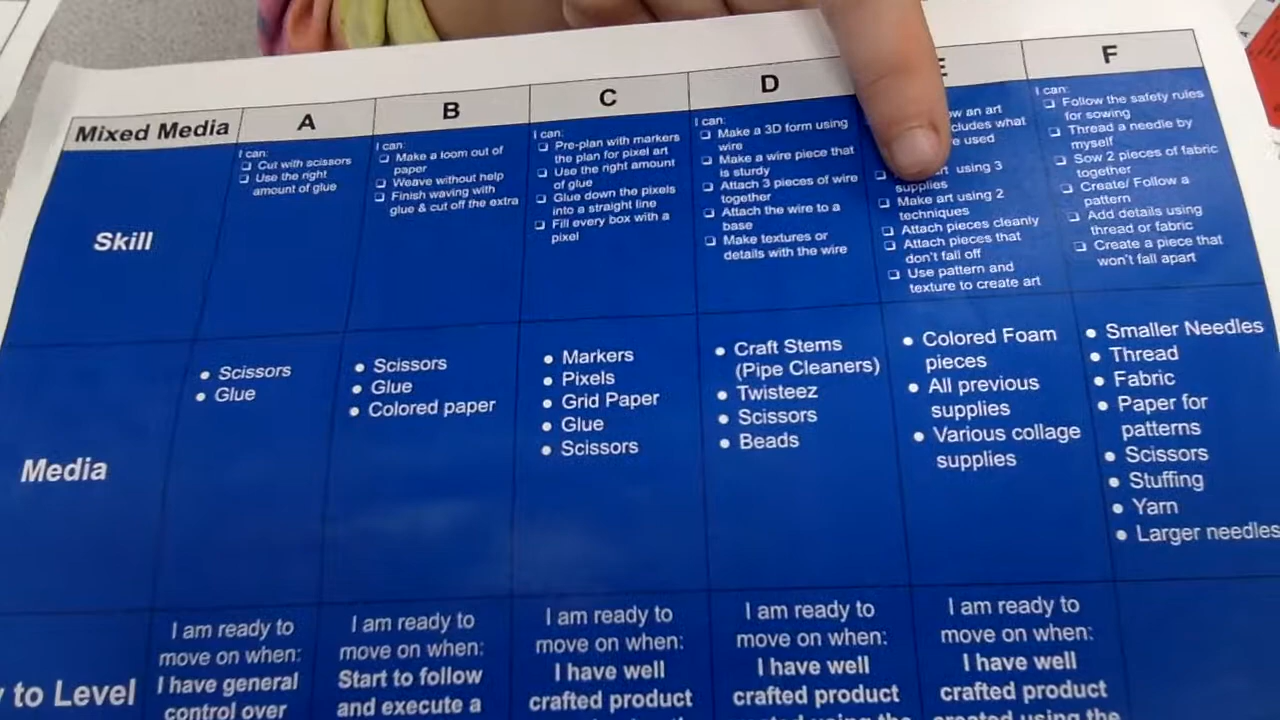 Mixed Media
A
B
C
D
E
F
Skill
I can:
❑ Cut with scissors
❑ Use the right
amount of glue
I can:
❑ Make a loom out of
paper
❑ Weave without help
❑ Finish waving with
glue & cut off the extra
I can:
❑ Pre-plan with markers
the plan for pixel art
❑ Use the right amount
of glue
❑ Glue down the pixels
into a straight line
❑ Fill every box with a
pixel
I can:
❑ Make a 3D form using
wire
❑ Make a wire piece that
is sturdy
❑ Attach 3 pieces of wire
together
❑ Attach the wire to a
base
❑ Make textures or
details with the wire
an art
what
used
using 3
supplies
❑ Make art using 2
techniques
❑ Attach pieces cleanly
❑ Attach pieces that
don't fall off
❑ Use pattern and
texture to create art
I can:
❑ Follow the safety rules
for sowing
❑ Thread a needle by
myself
❑ Sow 2 pieces of fabric
together
❑ Create/ Follow a
pattern
❑ Add details using
thread or fabric
❑ Create a piece that
won't fall apart
Media
● Scissors
● Glue
● Scissors
● Glue
● Colored paper
● Markers
● Pixels
● Grid Paper
● Glue
● Scissors
● Craft Stems
(Pipe Cleaners)
● Twisteez
● Scissors
● Beads
● Colored Foam
pieces
● All previous
supplies
● Various collage
supplies
● Smaller Needles
● Thread
● Fabric
● Paper for
patterns
● Scissors
● Stuffing
● Yarn
● Larger needles
to Level
I am ready to
move on when:
I have general
control over
I am ready to
move on when:
Start to follow
and execute a
I am ready to
move on when:
I have well
crafted product
I am ready to
move on when:
I have well
crafted product
using the
I am ready to
move on when:
I have well
crafted product
created using the